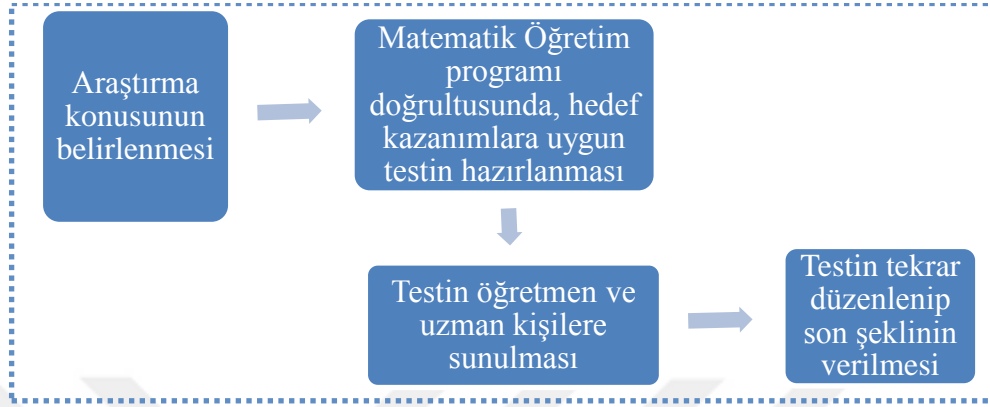 Araştırma
konusunun
belirlenmesi
Matematik Öğretim
programı
doğrultusunda, hedef
kazanımlara uygun
testin hazırlanması
Testin öğretmen ve
uzman kişilere
sunulması
Testin tekrar
düzenlenip
son şeklinin
verilmesi